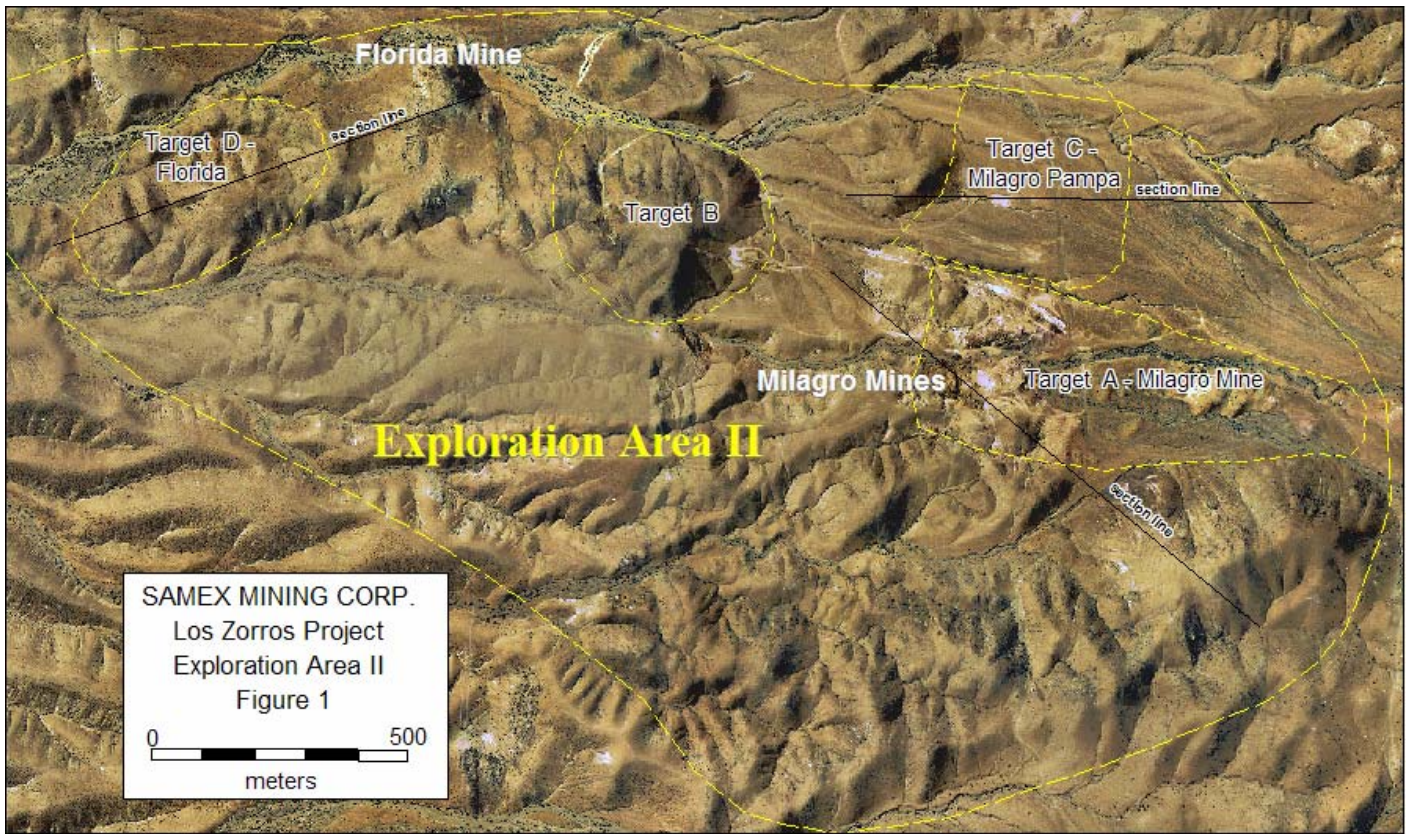 Florida Mine
section line
Target D -
Florida
Target B
Target C -
Milagro Pampa
section line
Milagro Mines
Target A - Milagro Mine
Exploration Area II
section line
SAMEX MINING CORP.
Los Zorros Project
Exploration Area II
Figure 1
0 500
meters